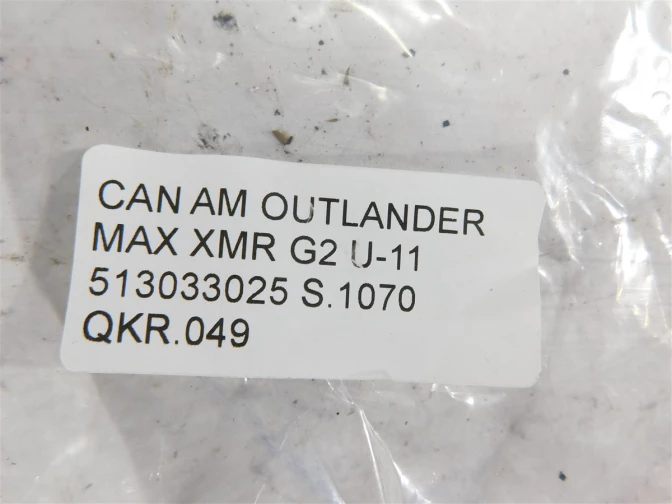 CAN AM OUTLANDER
MAX XMR G2 U-11
513033025 S.1070
QKR.049